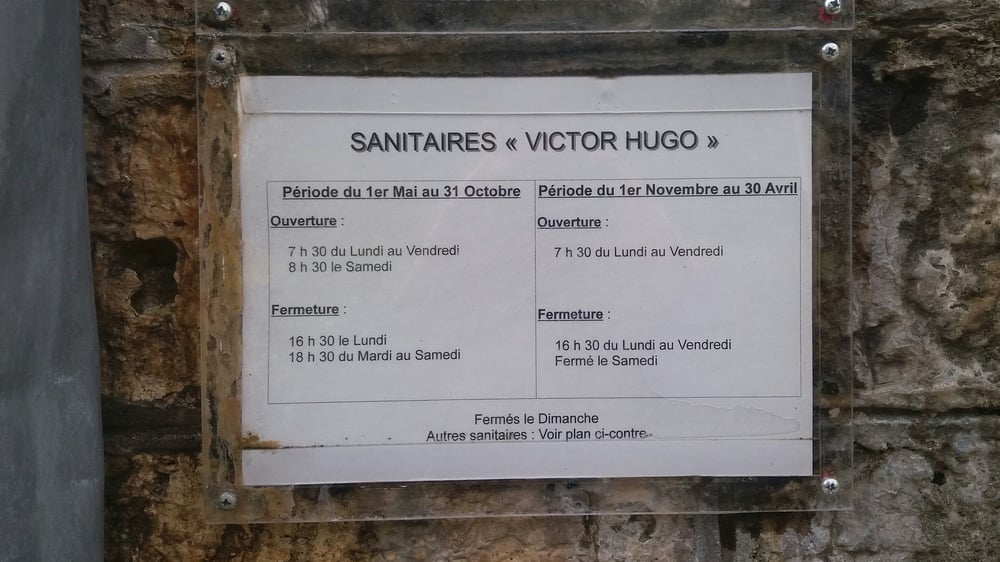 SANITAIRES « VICTOR HUGO »
Période du 1er Mai au 31 Octobre
Ouverture :
7 h 30 du Lundi au Vendredi
8 h 30 le Samedi
Fermeture :
16 h 30 le Lundi
18 h 30 du Mardi au Samedi
Période du 1er Novembre au 30 Avril
Ouverture :
7 h 30 du Lundi au Vendredi
Fermeture :
16 h 30 du Lundi au Vendredi
Fermé le Samedi
Fermés le Dimanche
Autres sanitaires : Voir plan ci-contre